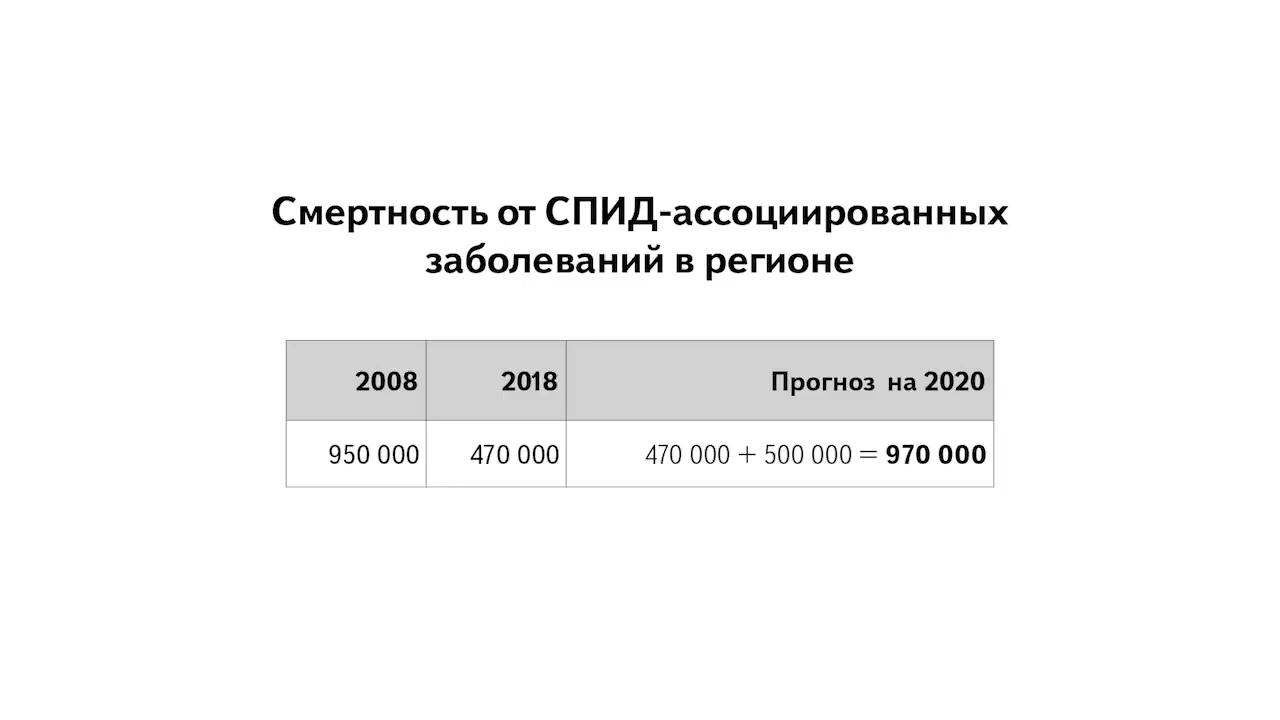 Смертность от СПИД-ассоциированных
заболеваний в регионе
2008 2018 Прогноз на 2020
950 000 470 000 470 000 + 500 000 = 970 000